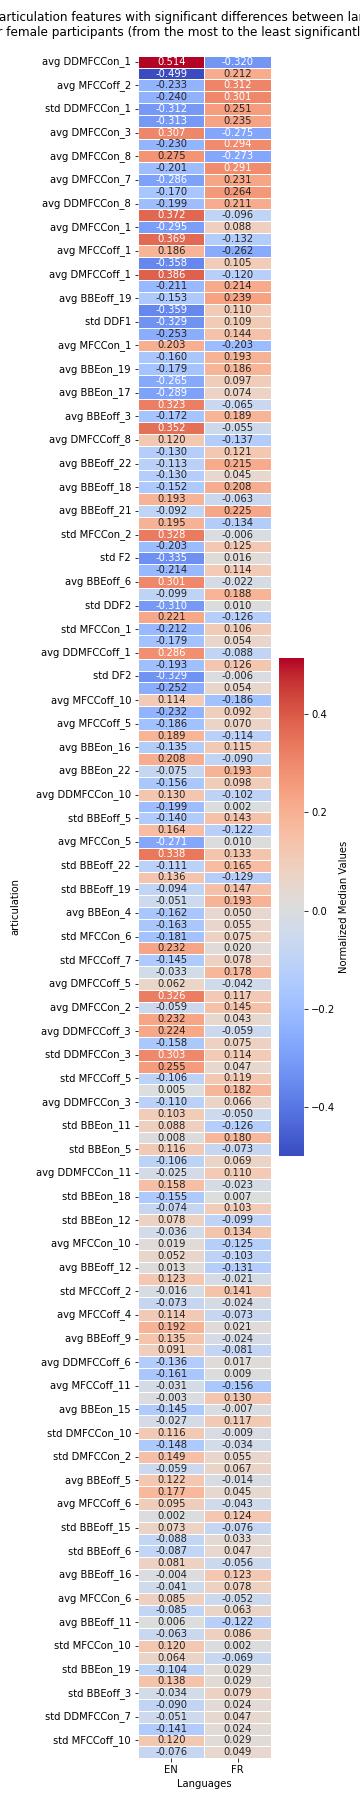 articulation features with significant differences between
female participants (from the most to the least significant
avg DDMFCCon_1 0.514 -0.320
-0.499 0.212
avg MFCCoff_2 -0.233 0.312
-0.240 0.301
std DDMFCCon_1 -0.312 0.251
-0.313 0.235
avg DMFCCon_3 0.307 -0.275
-0.230 0.294
avg DMFCCon_8 0.275 -0.273
-0.201 0.291
avg DDMFCCon_7 -0.286 0.231
-0.170 0.264
avg DDMFCCon_8 -0.199 0.211
0.372 -0.096
avg DMFCCon_1 -0.295 0.088
0.369 -0.132
avg MFCCoff_1 0.186 -0.262
-0.358 0.105
avg DMFCCoff_1 0.386 -0.120
-0.211 0.214
avg BBEoff_19 -0.153 0.239
-0.359 0.110
std DDF1 -0.329 0.109
-0.253 0.144
avg MFCCon_1 0.203 -0.203
-0.160 0.193
avg BBEon_19 -0.179 0.186
-0.265 0.097
avg BBEon_17 -0.289 0.074
0.323 -0.065
avg BBEoff_3 -0.172 0.189
0.352 -0.055
avg DMFCCoff_8 0.120 -0.137
-0.130 0.121
avg BBEoff_22 -0.113 0.215
-0.130 0.045
avg BBEoff_18 -0.152 0.208
0.193 -0.063
avg BBEoff_21 -0.092 0.225
0.195 -0.134
std MFCCon_2 0.328 -0.006
-0.203 0.125
std F2 -0.335 0.016
-0.214 0.114
avg BBEoff_6 0.301 -0.022
-0.099 0.188
std DDF2 -0.310 0.010
0.221 -0.126
std MFCCon_1 -0.212 0.106
-0.179 0.054
avg DDMFCCoff_1 0.286 -0.088
-0.193 0.126
std DF2 -0.329 -0.006
-0.252 0.054
avg MFCCoff_10 0.114 -0.186
-0.232 0.092
avg MFCCoff_5 -0.186 0.070
0.189 -0.114
avg BBEon_16 -0.135 0.115
0.208 -0.090
avg BBEon_22 -0.075 0.193
-0.156 0.098
avg DDMFCCon_10 0.130 -0.102
-0.199 0.002
std BBEoff_5 -0.140 0.143
0.164 -0.122
avg MFCCon_5 -0.271 0.010
0.338 0.133
std BBEoff_22 -0.111 0.165
0.136 -0.129
std BBEoff_19 -0.094 0.147
-0.051 0.193
avg BBEon_4 -0.162 0.050
-0.163 0.055
std MFCCon_6 -0.181 0.075
0.232 0.020
std MFCCoff_7 -0.145 0.078
-0.033 0.178
avg DMFCCoff_5 0.062 -0.042
0.326 0.117
avg DMFCCon_2 -0.059 0.145
0.232 0.043
avg DDMFCCoff_3 0.224 -0.059
-0.158 0.075
std DDMFCCon_3 0.303 0.114
0.255 0.047
std MFCCoff_5 -0.106 0.119
0.005 0.182
avg DDMFCCon_3 -0.110 0.066
0.103 -0.050
std BBEon_11 0.088 -0.126
0.008 0.180
std BBEon_5 0.116 -0.073
-0.106 0.069
avg DDMFCCon_11 -0.025 0.110
0.158 -0.023
std BBEon_18 -0.155 0.007
-0.074 0.103
std BBEon_12 0.078 -0.099
-0.036 0.134
avg MFCCon_10 0.019 -0.125
0.052 -0.103
avg BBEoff_12 0.013 -0.131
0.123 -0.021
std MFCCoff_2 -0.016 0.141
-0.073 -0.024
avg MFCCoff_4 0.114 -0.073
0.192 0.021
avg BBEoff_9 0.135 -0.024
0.091 -0.081
avg DDMFCCoff_6 -0.136 0.017
-0.161 0.009
avg MFCCoff_11 -0.031 -0.156
-0.003 0.130
avg BBEon_15 -0.145 -0.007
-0.027 0.117
std DMFCCon_10 0.116 -0.009
-0.148 -0.034
std DMFCCon_2 0.149 0.055
-0.059 0.067
avg BBEoff_5 0.122 -0.014
0.177 0.045
avg MFCCoff_6 0.095 -0.043
0.002 0.124
std BBEoff_15 0.073 -0.076
-0.088 0.033
std BBEoff_6 -0.087 0.047
0.081 -0.056
avg BBEoff_16 -0.004 0.123
-0.041 0.078
avg MFCCon_6 0.085 -0.052
-0.085 0.063
avg BBEoff_11 0.006 -0.122
-0.063 0.086
std MFCCon_10 0.120 0.002
0.064 -0.069
std BBEon_19 -0.104 0.029
0.138 0.029
std BBEoff_3 -0.034 0.079
-0.090 0.024
std DDMFCCon_7 -0.051 0.047
-0.141 0.024
std MFCCoff_10 0.120 0.029
-0.076 0.049
EN FR
Languages
articulation
0.4
0.2
0.0
−0.2
−0.4
Normalized Median Values